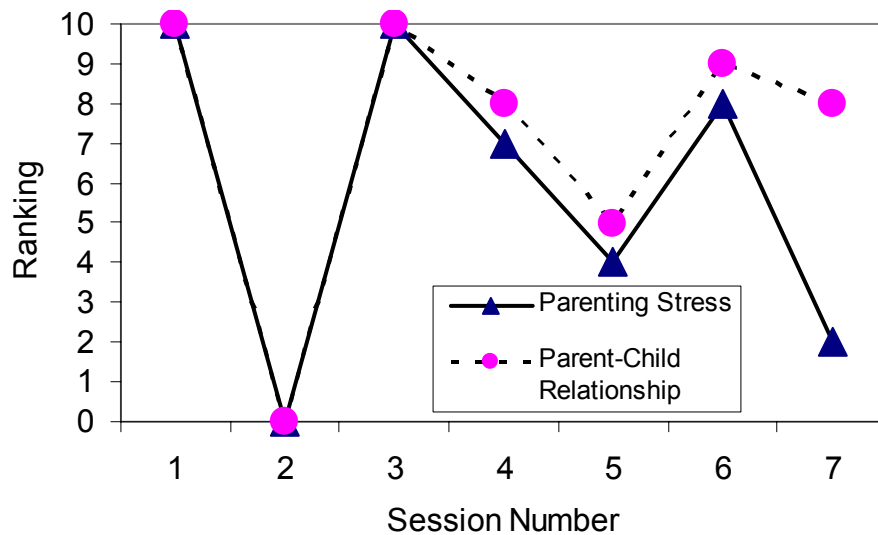 10
9
8
7
6
5
4
3
2
1
0
Ranking
Parenting Stress
Parent-Child
Relationship
1 2 3 4 5 6 7
Session Number